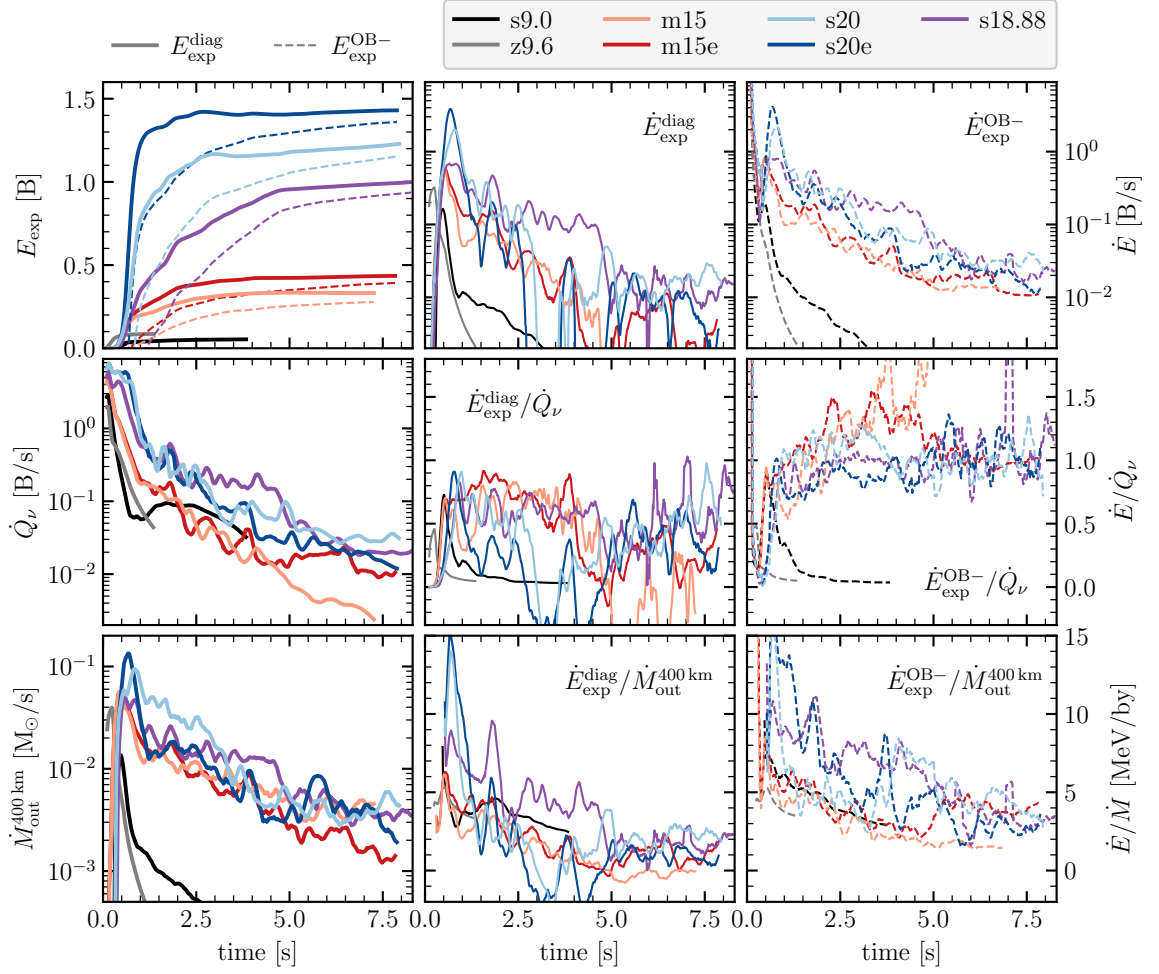 E_exp^diag E_exp^OB− s9.0 m15 s20 s18.88
z9.6 m15e s20e
1.5
1.0
0.5
0.0
E_exp [B]
Ė_exp^diag
Ė_exp^OB−
10^0
10^−1
10^−2
Ė [B/s]
10^0
10^−1
10^−2
Q̇_ν [B/s]
Ė_exp^diag/Q̇_ν
Ė_exp^OB−/Q̇_ν
1.5
1.0
0.5
0.0
Ė/Q̇_ν
10^−1
10^−2
10^−3
Ṁ_out^400 km [M_⊙/s]
Ė_exp^diag/Ṁ_out^400 km
Ė_exp^OB−/Ṁ_out^400 km
15
10
5
0
Ė/Ṁ [MeV/by]
0.0 2.5 5.0 7.5 0.0 2.5 5.0 7.5 0.0 2.5 5.0 7.5
time [s] time [s] time [s]